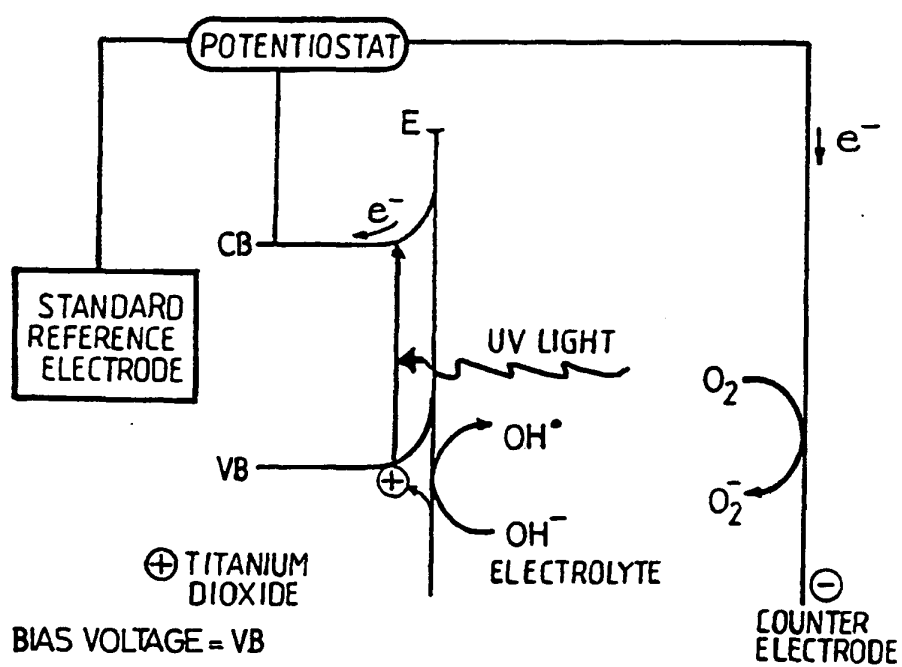 POTENTIOSTAT
E
e⁻
e⁻
CB
STANDARD
REFERENCE
ELECTRODE
UV LIGHT
O₂
VB
OH•
+
O₂⁻
OH⁻
ELECTROLYTE
⊕ TITANIUM
DIOXIDE
⊖
COUNTER
ELECTRODE
BIAS VOLTAGE = VB